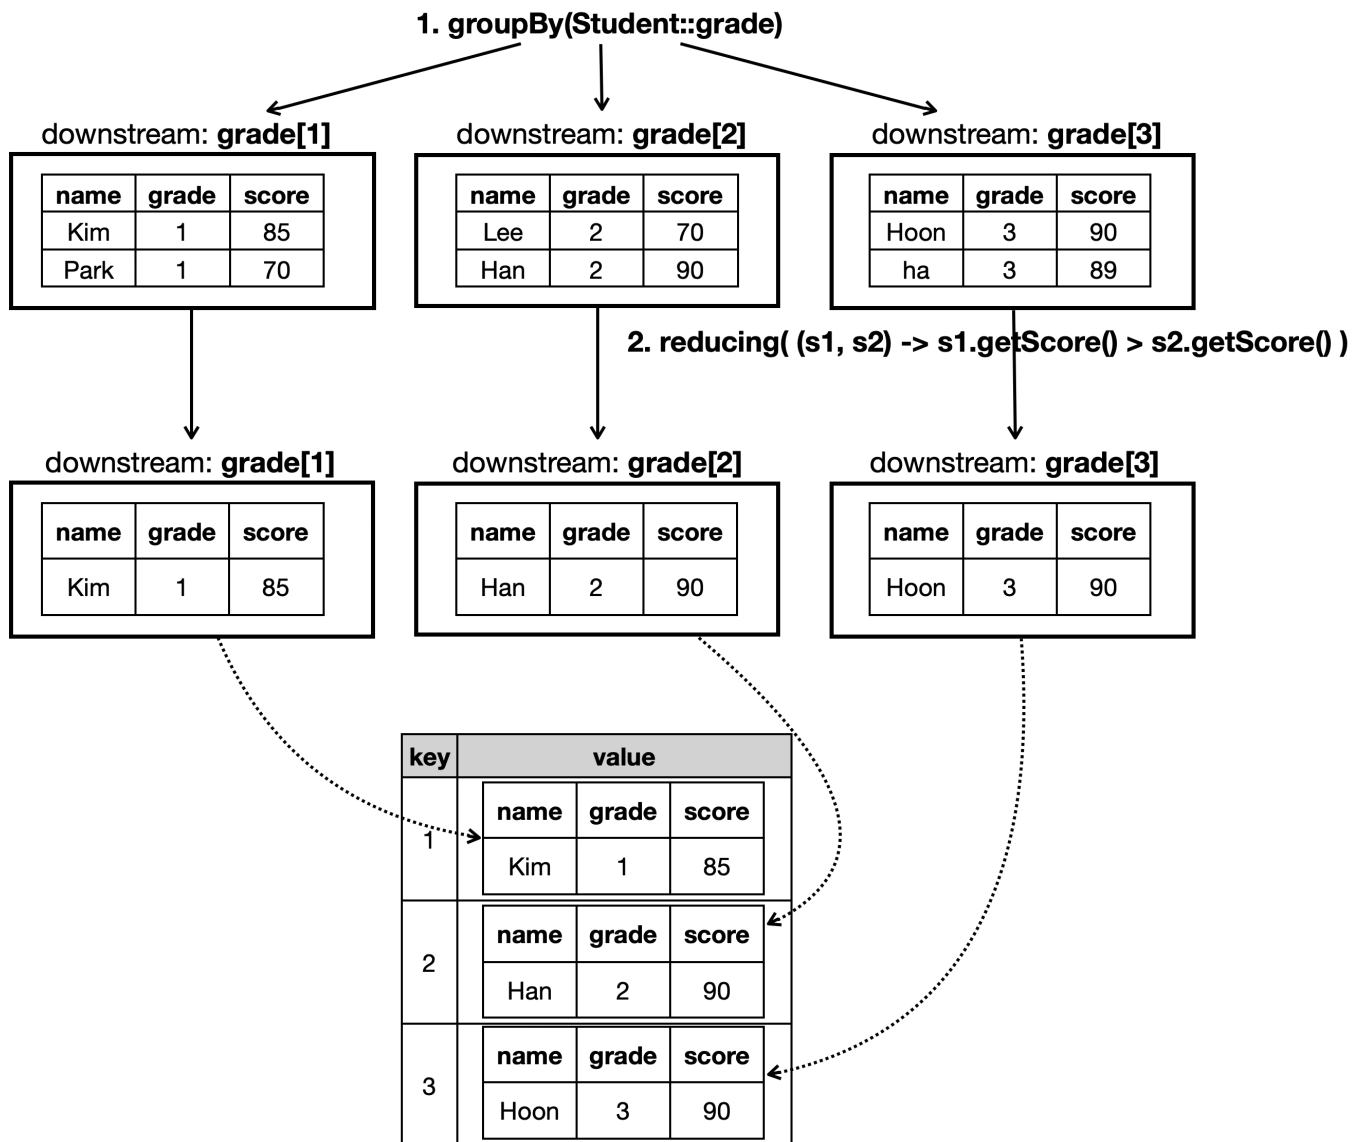 1. groupBy(Student::grade)
downstream: grade[1]
name grade score
Kim 1 85
Park 1 70
downstream: grade[2]
name grade score
Lee 2 70
Han 2 90
downstream: grade[3]
name grade score
Hoon 3 90
ha 3 89
2. reducing( (s1, s2) -> s1.getScore() > s2.getScore() )
downstream: grade[1]
name grade score
Kim 1 85
downstream: grade[2]
name grade score
Han 2 90
downstream: grade[3]
name grade score
Hoon 3 90
key value
1
name grade score
Kim 1 85
2
name grade score
Han 2 90
3
name grade score
Hoon 3 90